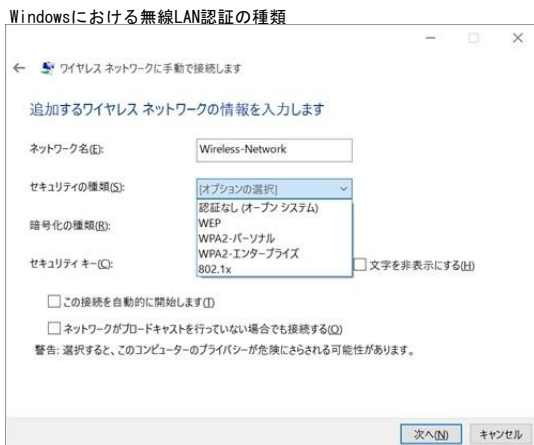 Windowsにおける無線LAN認証の種類
ワイヤレス ネットワークに手動で接続します
追加するワイヤレス ネットワークの情報を入力します
ネットワーク名(E): Wireless-Network
セキュリティの種類(S): [オプションの選択]
認証なし (オープン システム)
WEP
暗号化の種類(R):
WPA2-パーソナル
WPA2-エンタープライズ
セキュリティ キー(C): 802.1x 文字を非表示にする(H)
この接続を自動的に開始します(T)
ネットワークがブロードキャストを行っていない場合でも接続する(O)
警告: 選択すると、このコンピューターのプライバシーが危険にさらされる可能性があります。
次へ(N) キャンセル